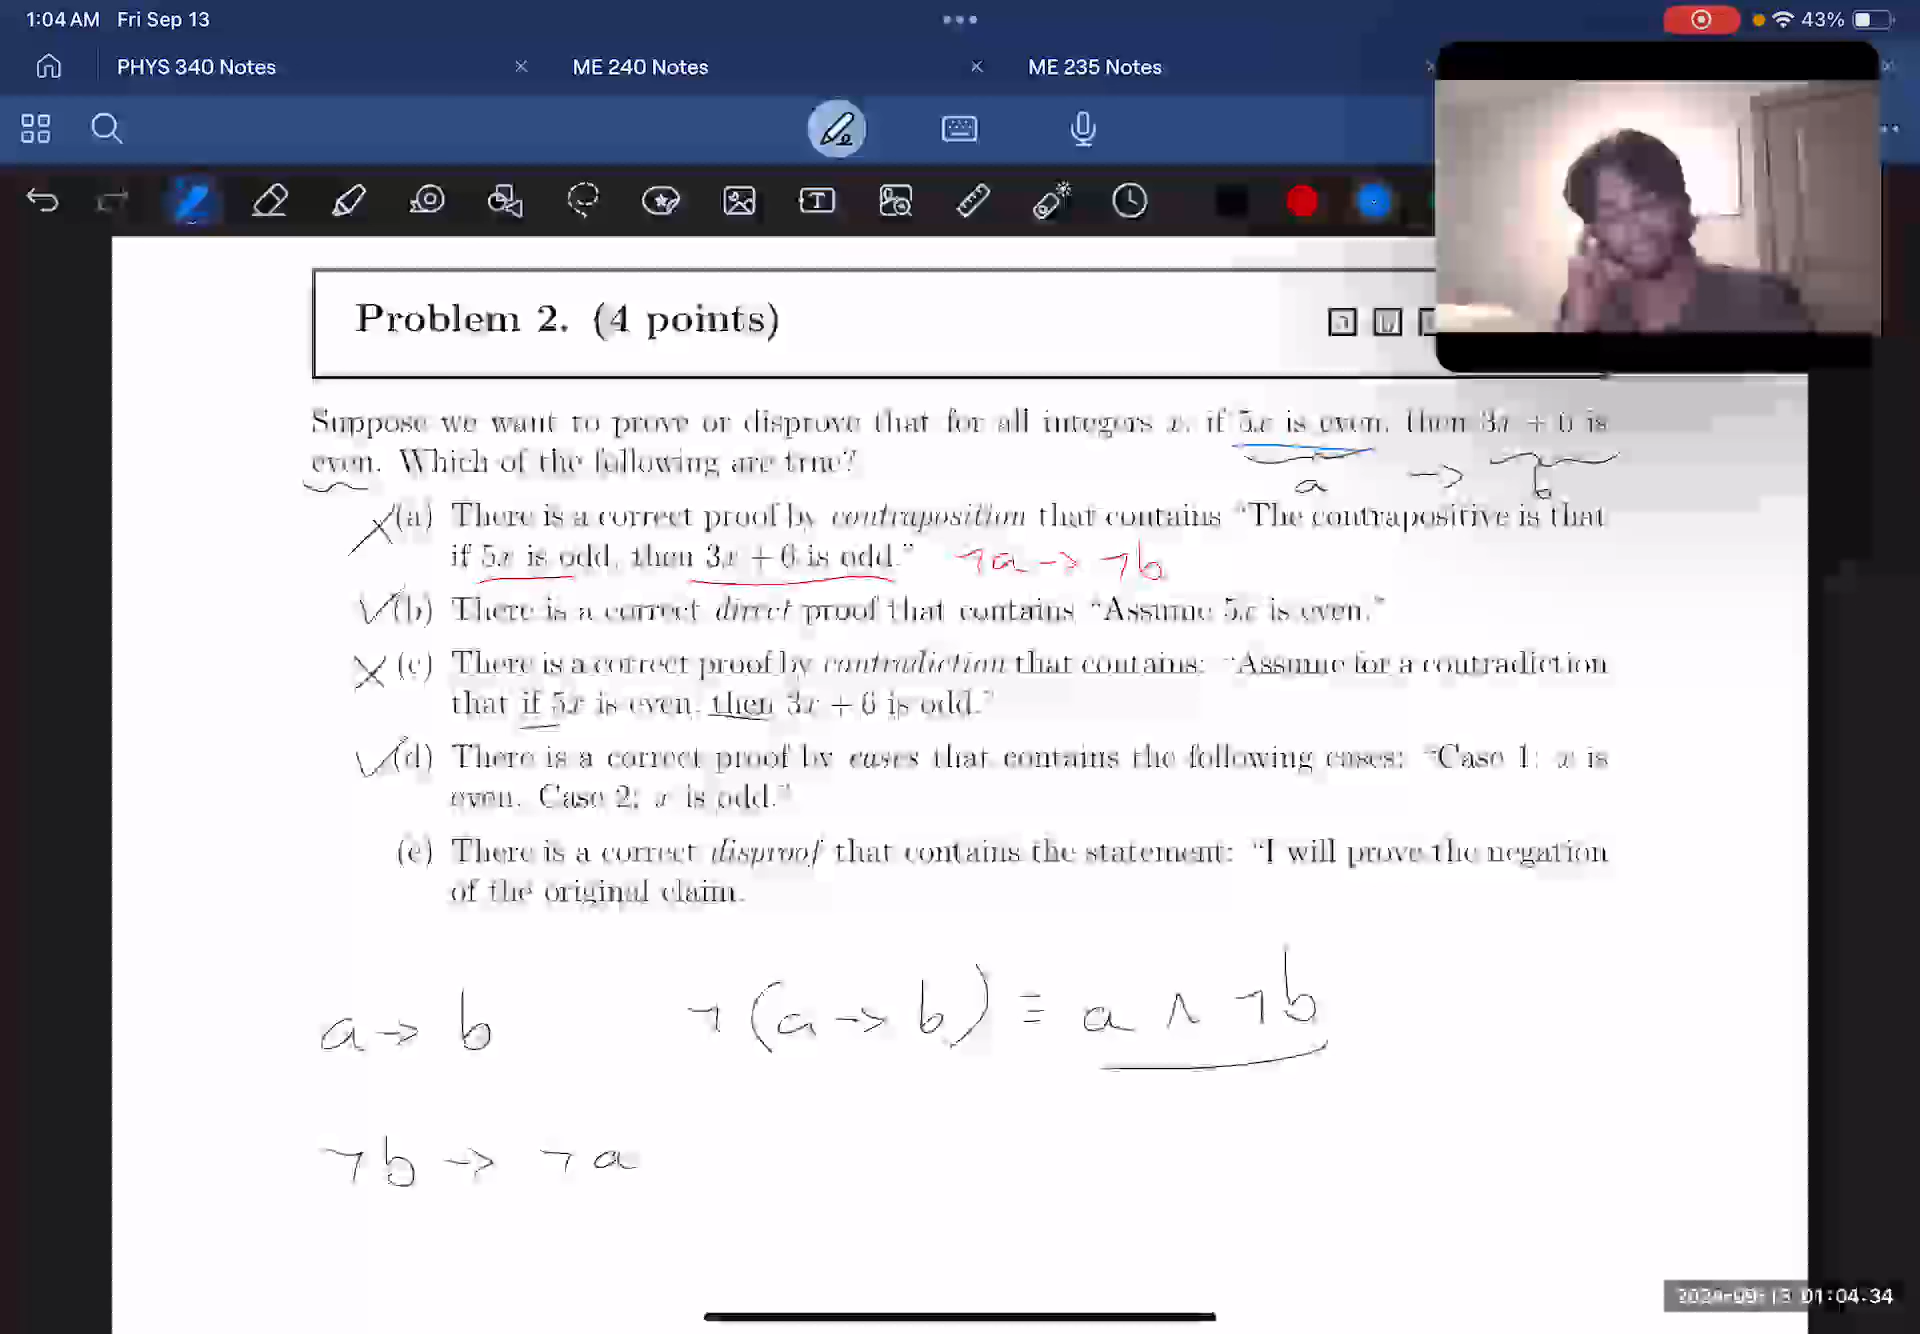 1:04 AM Fri Sep 13
43%
PHYS 340 Notes
ME 240 Notes
ME 235 Notes
Problem 2. (4 points)
Suppose we want to prove or disprove that for all integers x, if 5x is even, then 3x + 6 is
even. Which of the following are true?
a → b
(a) There is a correct proof by contraposition that contains “The contrapositive is that
if 5x is odd, then 3x + 6 is odd.” ¬a → ¬b
(b) There is a correct direct proof that contains “Assume 5x is even.”
(c) There is a correct proof by contradiction that contains: “Assume for a contradiction
that if 5x is even, then 3x + 6 is odd.”
(d) There is a correct proof by cases that contains the following cases: “Case 1: x is
even. Case 2: x is odd.”
(e) There is a correct disproof that contains the statement: “I will prove the negation
of the original claim.
a → b ¬(a → b) ≡ a ∧ ¬b
¬b → ¬a
2024-09-13 01:04:34